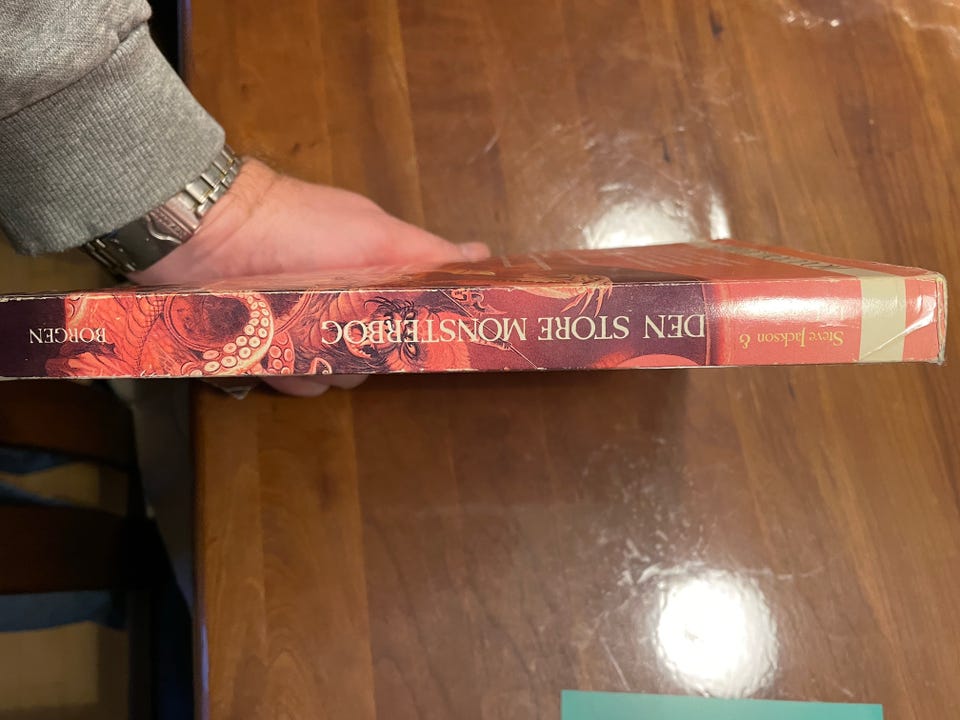 Steve Jackson &
DEN STORE MONSTERBOG
BORGEN